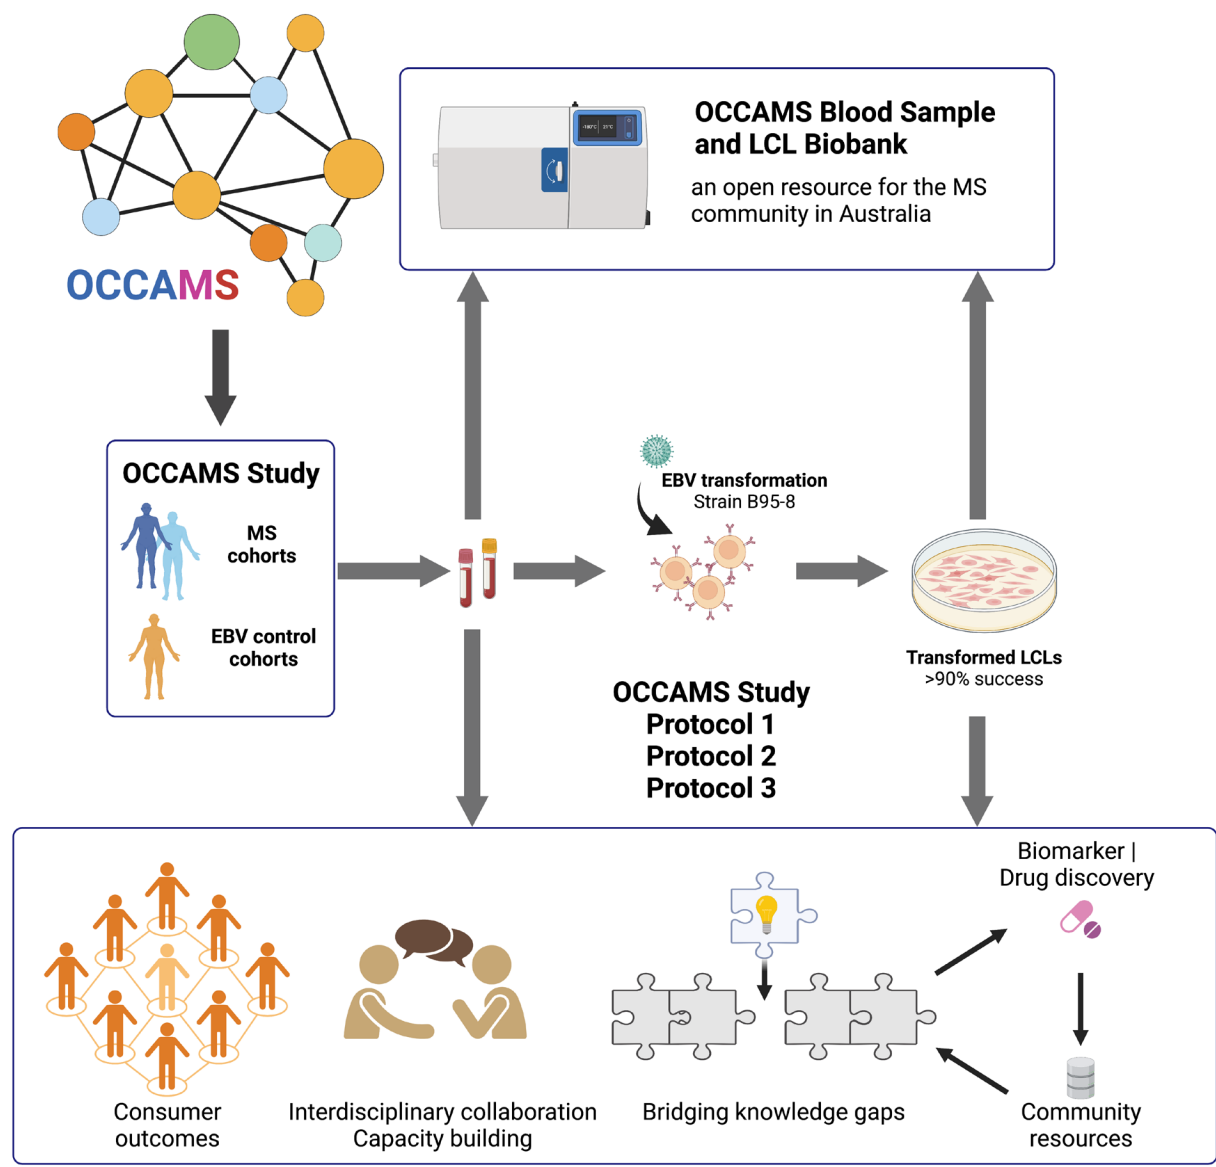 OCCAMS
OCCAMS Blood Sample
and LCL Biobank
an open resource for the MS
community in Australia
-180°C 21°C
OCCAMS Study
MS
cohorts
EBV control
cohorts
EBV transformation
Strain B95-8
Transformed LCLs
>90% success
OCCAMS Study
Protocol 1
Protocol 2
Protocol 3
Biomarker |
Drug discovery
Consumer
outcomes
Interdisciplinary collaboration
Capacity building
Bridging knowledge gaps
Community
resources